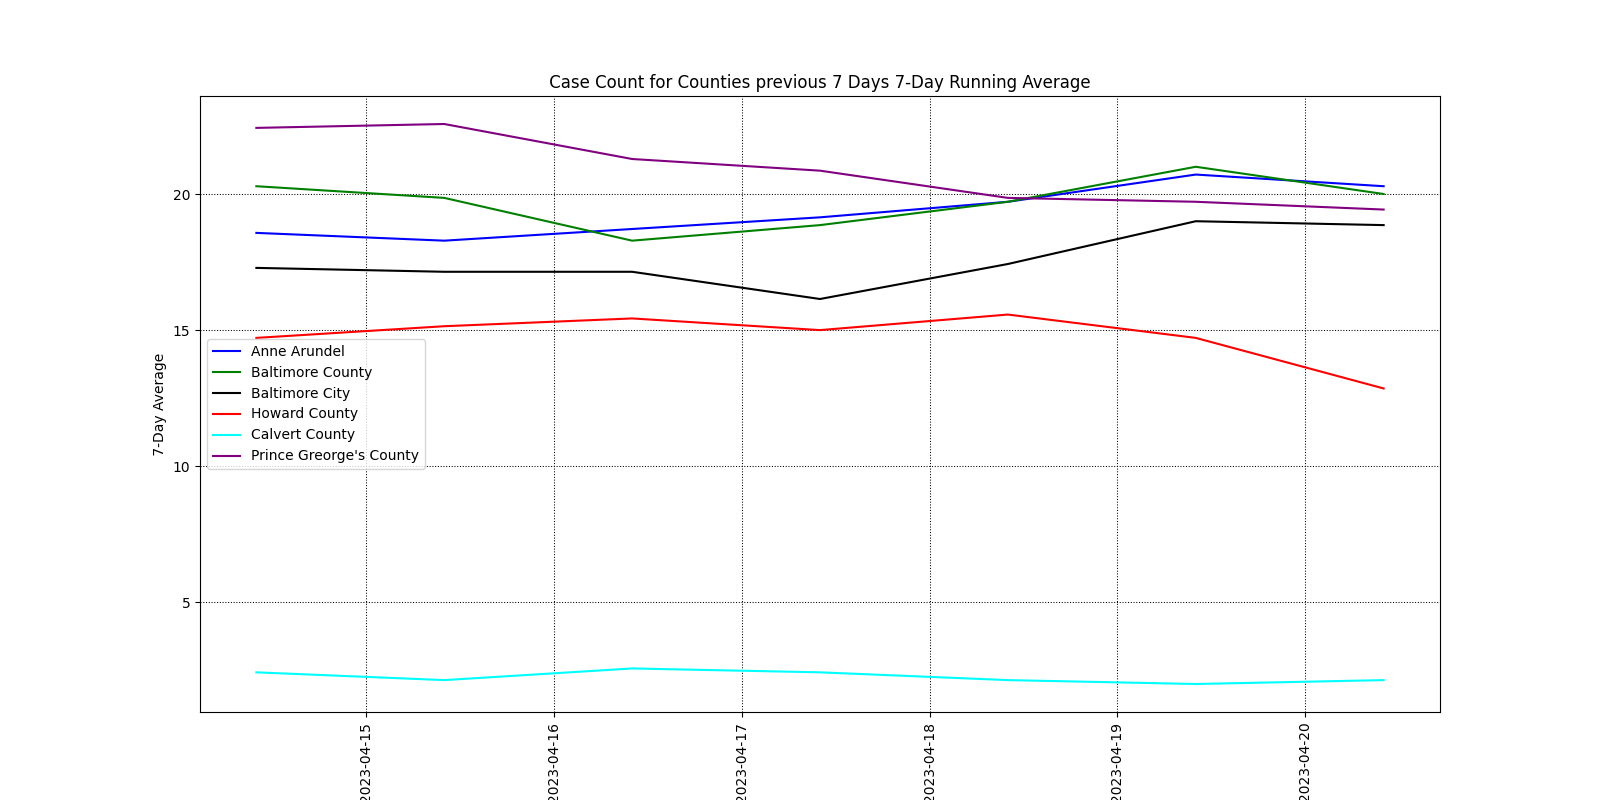 Case Count for Counties previous 7 Days 7-Day Running Average
7-Day Average
20
15
10
5
Anne Arundel
Baltimore County
Baltimore City
Howard County
Calvert County
Prince Greorge's County
2023-04-15
2023-04-16
2023-04-17
2023-04-18
2023-04-19
2023-04-20